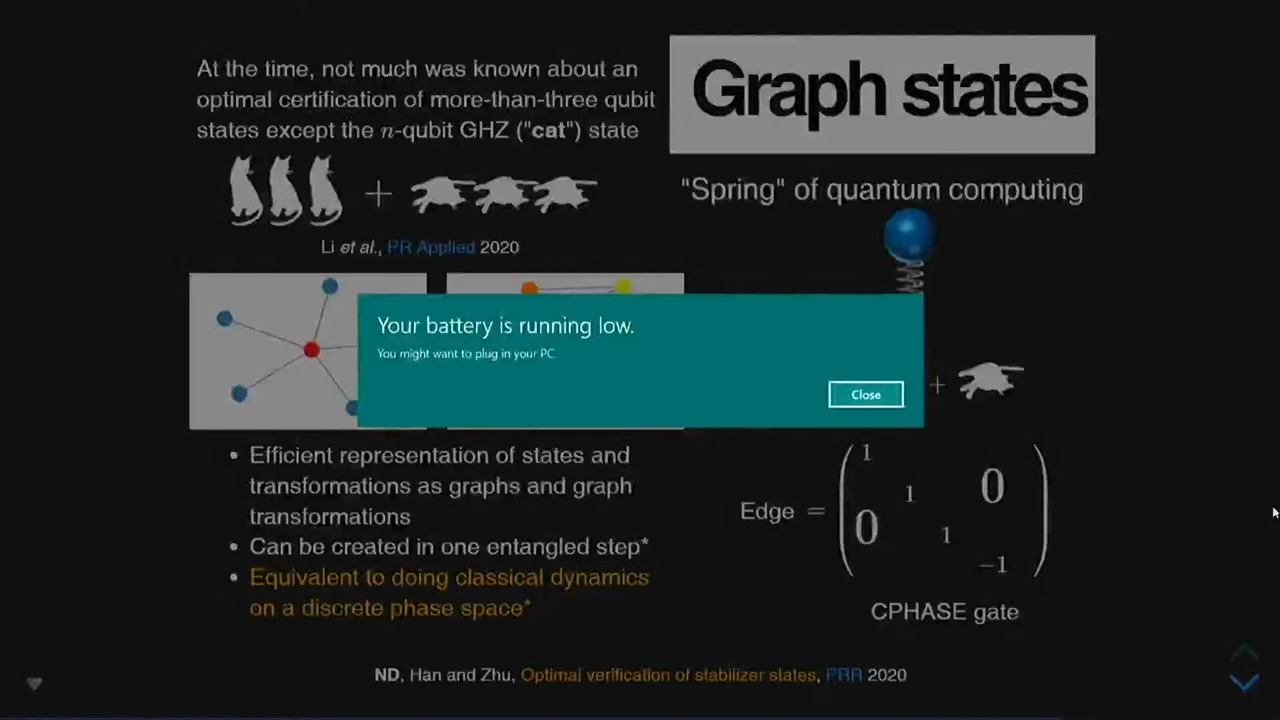 At the time, not much was known about an
optimal certification of more-than-three qubit
states except the n-qubit GHZ ("cat") state
+
Li et al., PR Applied 2020
Graph states
"Spring" of quantum computing
Your battery is running low.
You might want to plug in your PC.
Close
+
Efficient representation of states and
transformations as graphs and graph
transformations
Can be created in one entangled step*
Equivalent to doing classical dynamics
on a discrete phase space*
1
1 0
Edge =
0 1
-1
CPHASE gate
ND, Han and Zhu, Optimal verification of stabilizer states, PRR 2020